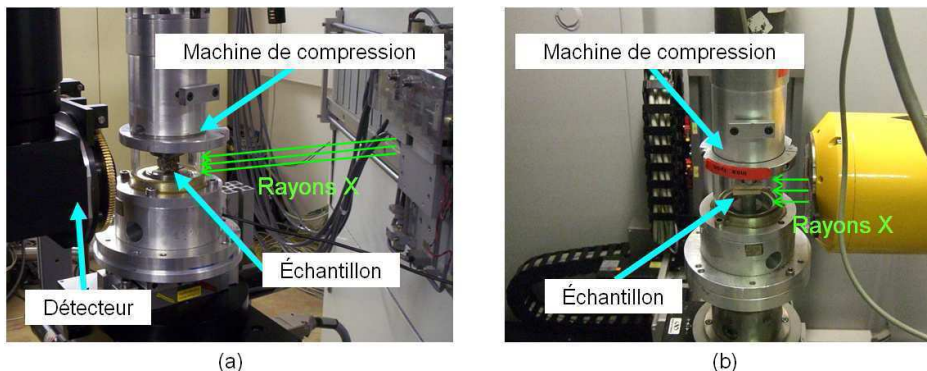 Machine de compression
Rayons X
Échantillon
Détecteur
(a)
Machine de compression
Rayons X
Échantillon
(b)